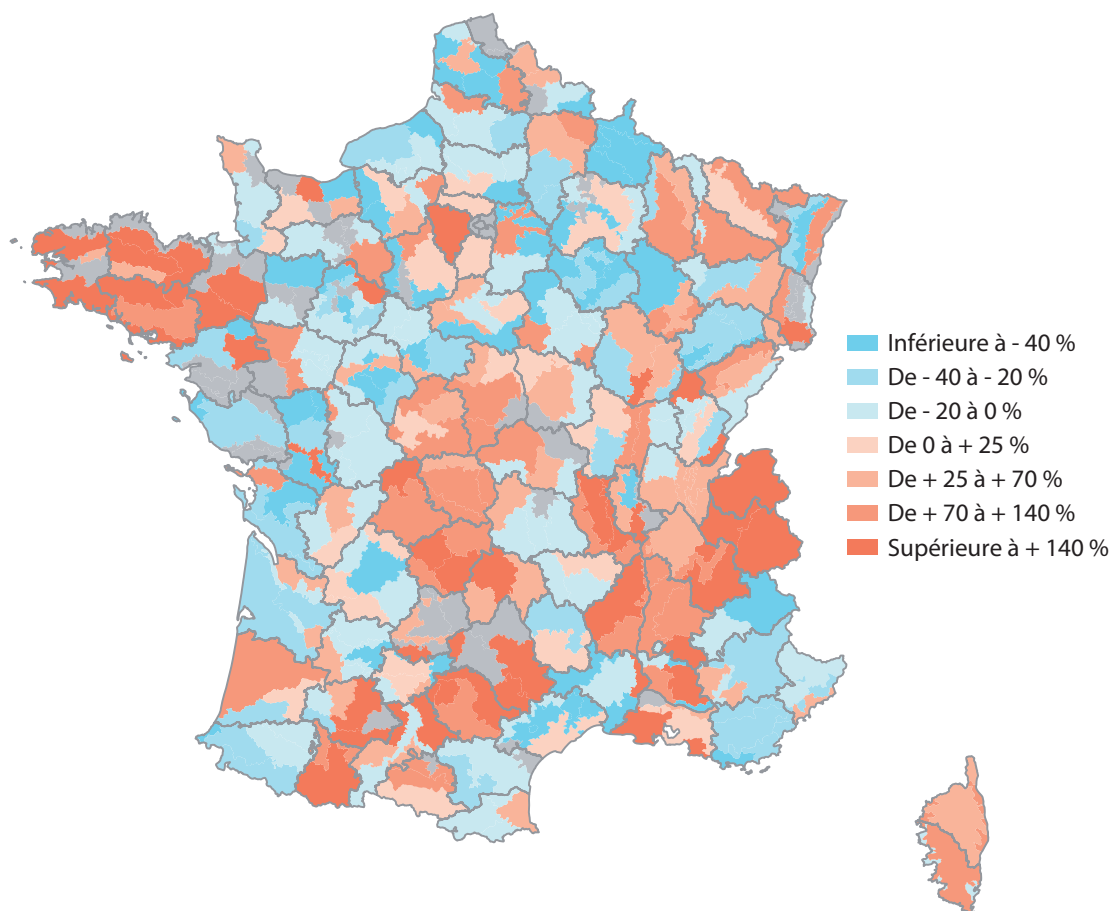 Inférieure à - 40 %
De - 40 à - 20 %
De - 20 à 0 %
De 0 à + 25 %
De + 25 à + 70 %
De + 70 à + 140 %
Supérieure à + 140 %